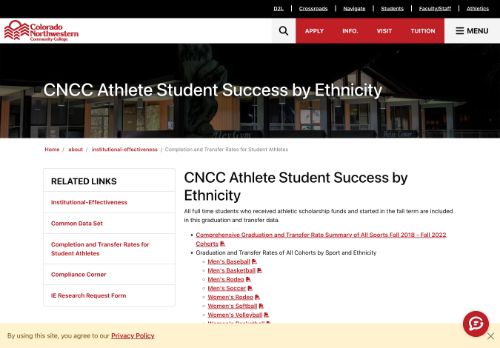 D2L
Crossroads
Navigate
Students
Faculty/Staff
Athletics
Colorado
Northwestern
Community College
APPLY
INFO.
VISIT
TUITION
MENU
CNCC Athlete Student Success by Ethnicity
Home / about / institutional-effectiveness / Completion and Transfer Rates for Student Athletes
RELATED LINKS
Institutional-Effectiveness
Common Data Set
Completion and Transfer Rates for
Student Athletes
Compliance Corner
IE Research Request Form
CNCC Athlete Student Success by
Ethnicity
All full time students who received athletic scholarship funds and started in the fall term are included
in this graduation and transfer data.
Comprehensive Graduation and Transfer Rate Summary of All Sports Fall 2018 - Fall 2022
Cohorts
Graduation and Transfer Rates of All Cohorts by Sport and Ethnicity
Men's Baseball
Men's Basketball
Men's Rodeo
Men's Soccer
Women's Rodeo
Women's Softball
Women's Volleyball
Women's Basketball
By using this site, you agree to our Privacy Policy